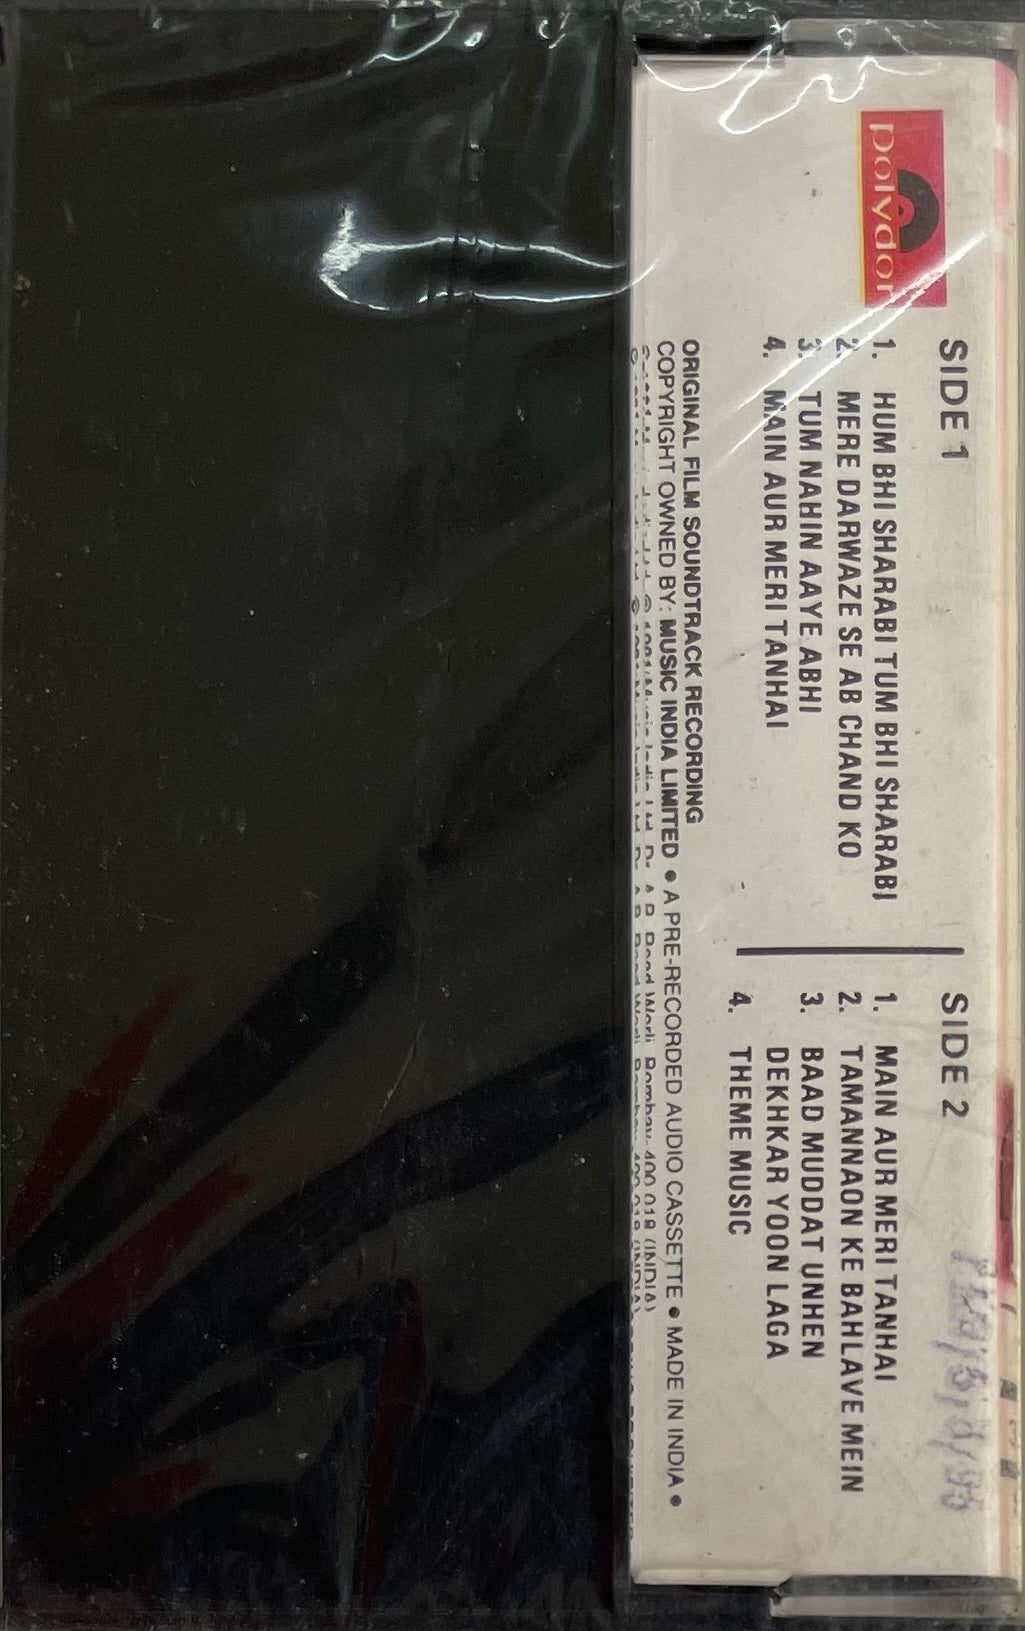 polydor
SIDE 1
1. HUM BHI SHARABI TUM BHI SHARABI
2. MERE DARWAZE SE AB CHAND KO
3. TUM NAHIN AAYE ABHI
4. MAIN AUR MERI TANHAI
SIDE 2
1. MAIN AUR MERI TANHAI
2. TAMANNAON KE BAHLAVE MEIN
3. BAAD MUDDAT UNHEN
DEKHKAR YOON LAGA
4. THEME MUSIC
ORIGINAL FILM SOUNDTRACK RECORDING
COPYRIGHT OWNED BY: MUSIC INDIA LIMITED • A PRE-RECORDED AUDIO CASSETTE • MADE IN INDIA •